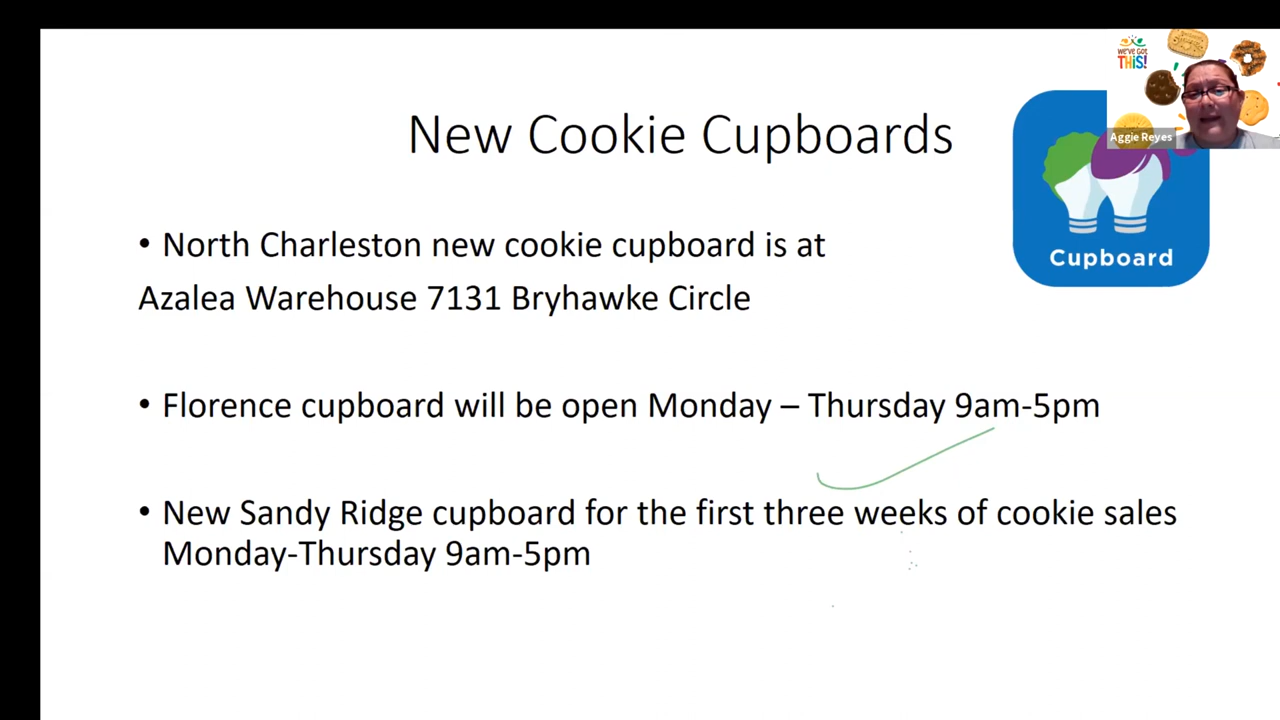 WE'VE GOT
THiS!
Aggie Reyes
New Cookie Cupboards
Cupboard
• North Charleston new cookie cupboard is at
Azalea Warehouse 7131 Bryhawke Circle
• Florence cupboard will be open Monday – Thursday 9am-5pm
• New Sandy Ridge cupboard for the first three weeks of cookie sales
Monday-Thursday 9am-5pm